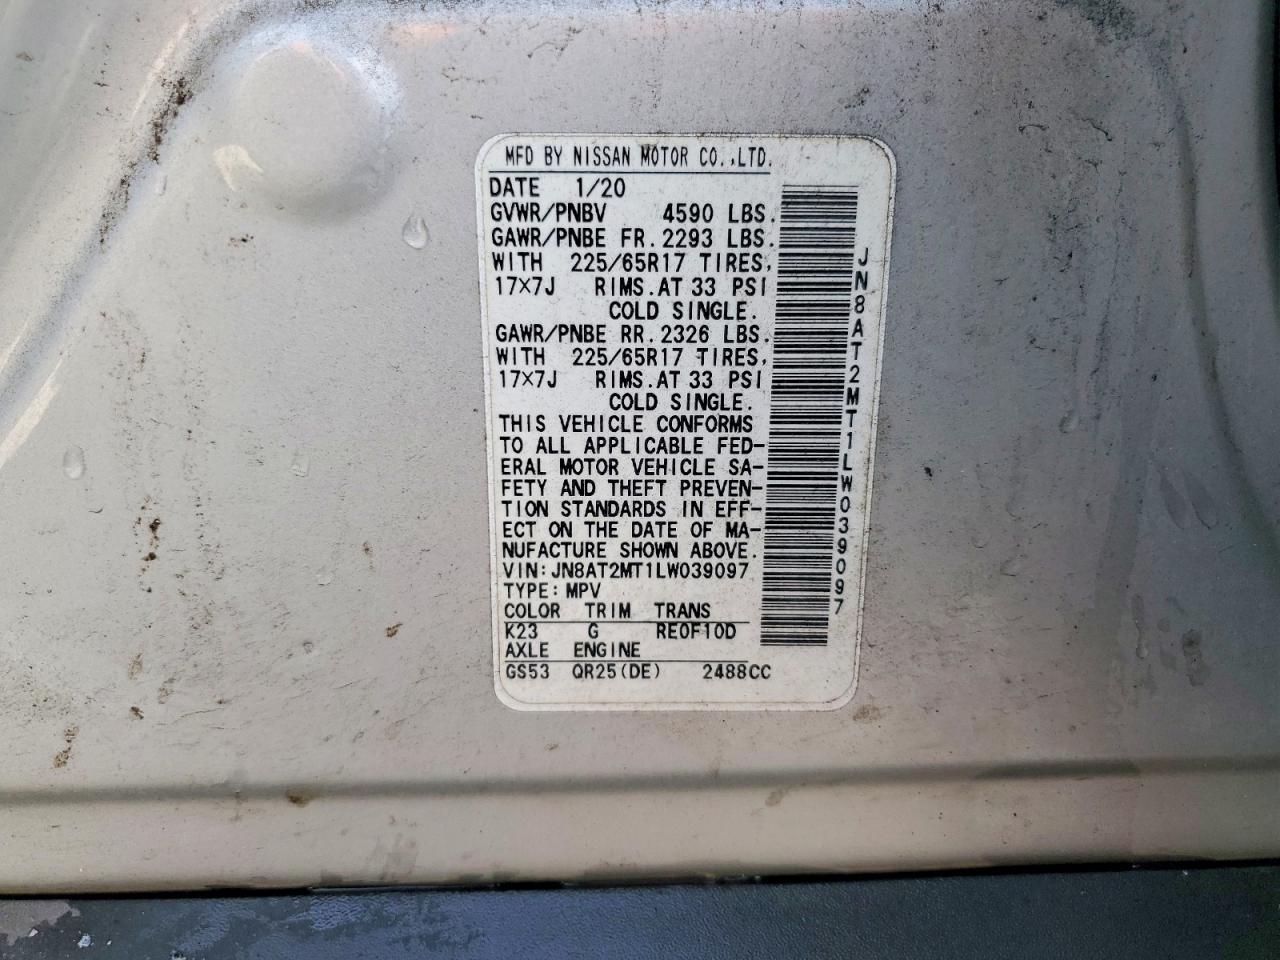 MFD BY NISSAN MOTOR CO.,LTD.
DATE 1/20
GVWR/PNBV 4590 LBS.
GAWR/PNBE FR. 2293 LBS.
WITH 225/65R17 TIRES,
17×7J RIMS.AT 33 PSI
COLD SINGLE.
GAWR/PNBE RR. 2326 LBS.
WITH 225/65R17 TIRES,
17×7J RIMS.AT 33 PSI
COLD SINGLE.
THIS VEHICLE CONFORMS
TO ALL APPLICABLE FED-
ERAL MOTOR VEHICLE SA-
FETY AND THEFT PREVEN-
TION STANDARDS IN EFF-
ECT ON THE DATE OF MA-
NUFACTURE SHOWN ABOVE.
VIN:JN8AT2MT1LW039097
TYPE:MPV
COLOR TRIM TRANS
K23 G RE0F10D
AXLE ENGINE
GS53 QR25(DE) 2488CC
JN8AT2MT1LW039097